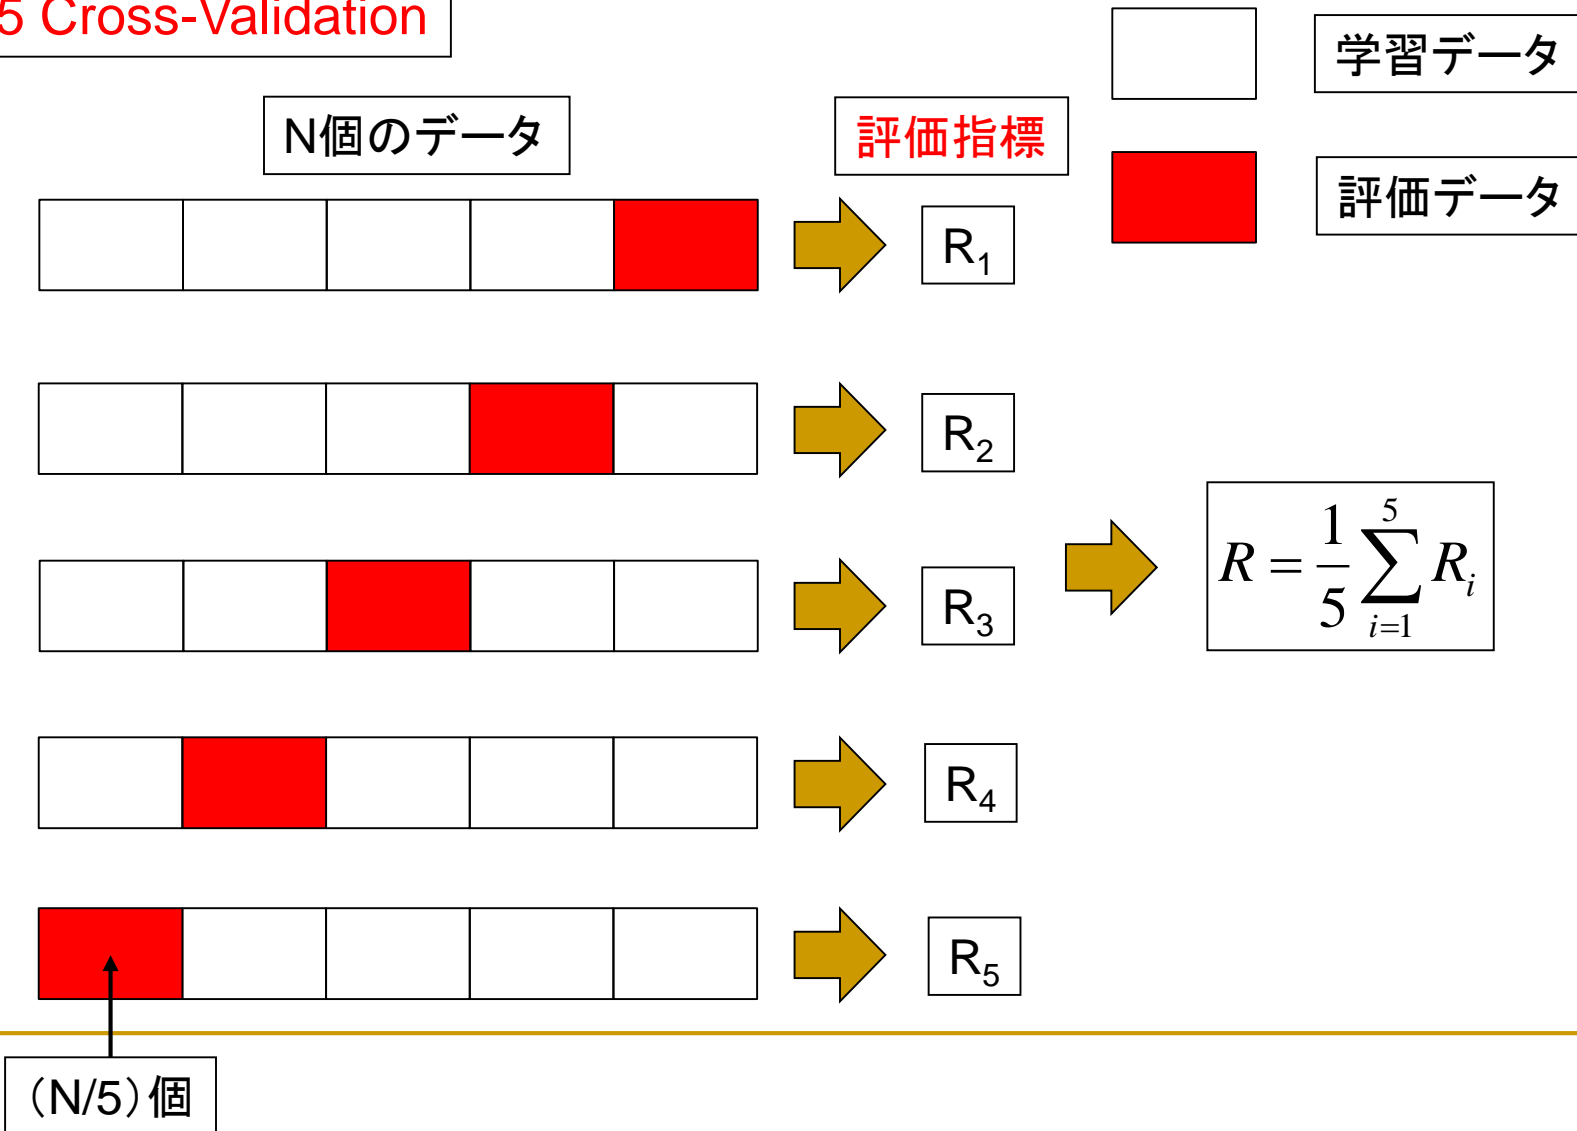 5 Cross-Validation
N個のデータ
評価指標
学習データ
評価データ
R1
R2
R3
R4
R5
R = 1/5 ∑_{i=1}^{5} R_i
（N/5）個